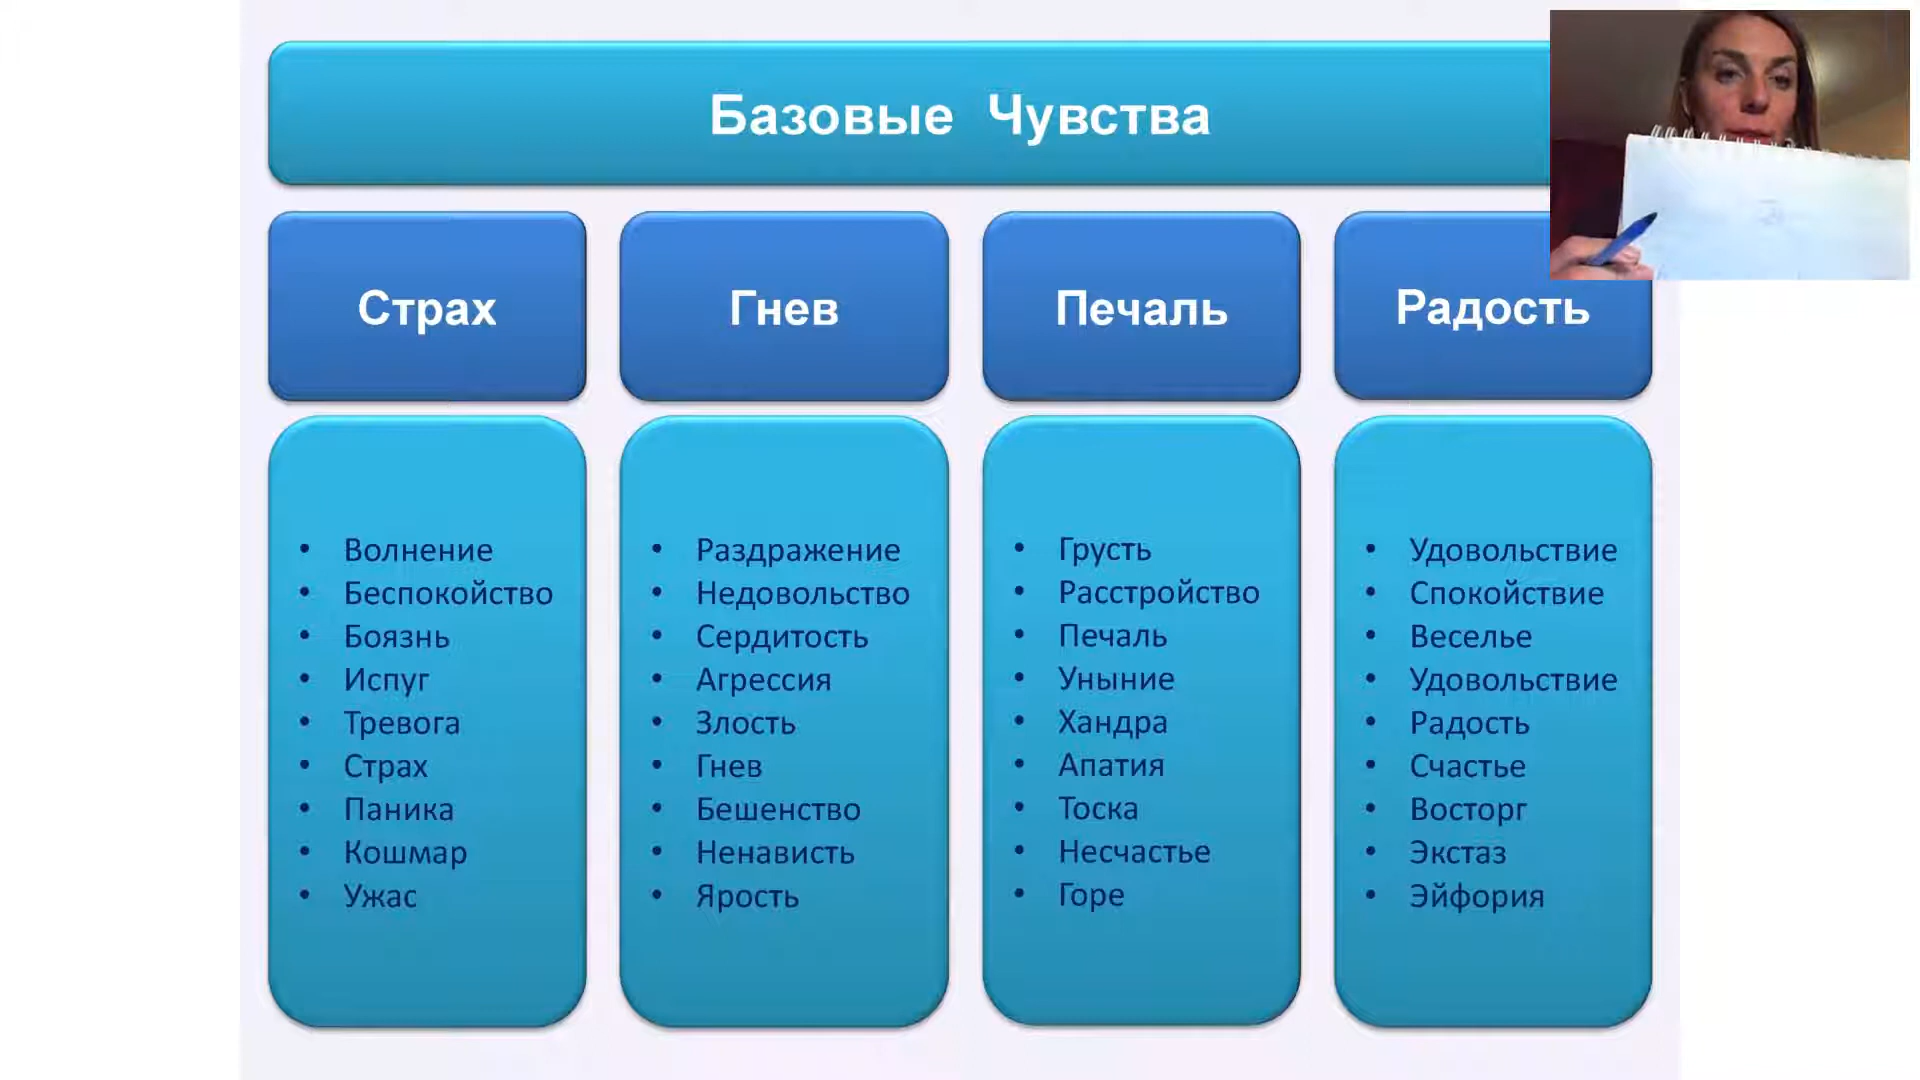 Базовые Чувства
Страх
Гнев
Печаль
Радость
• Волнение
• Беспокойство
• Боязнь
• Испуг
• Тревога
• Страх
• Паника
• Кошмар
• Ужас
• Раздражение
• Недовольство
• Сердитость
• Агрессия
• Злость
• Гнев
• Бешенство
• Ненависть
• Ярость
• Грусть
• Расстройство
• Печаль
• Уныние
• Хандра
• Апатия
• Тоска
• Несчастье
• Горе
• Удовольствие
• Спокойствие
• Веселье
• Удовольствие
• Радость
• Счастье
• Восторг
• Экстаз
• Эйфория